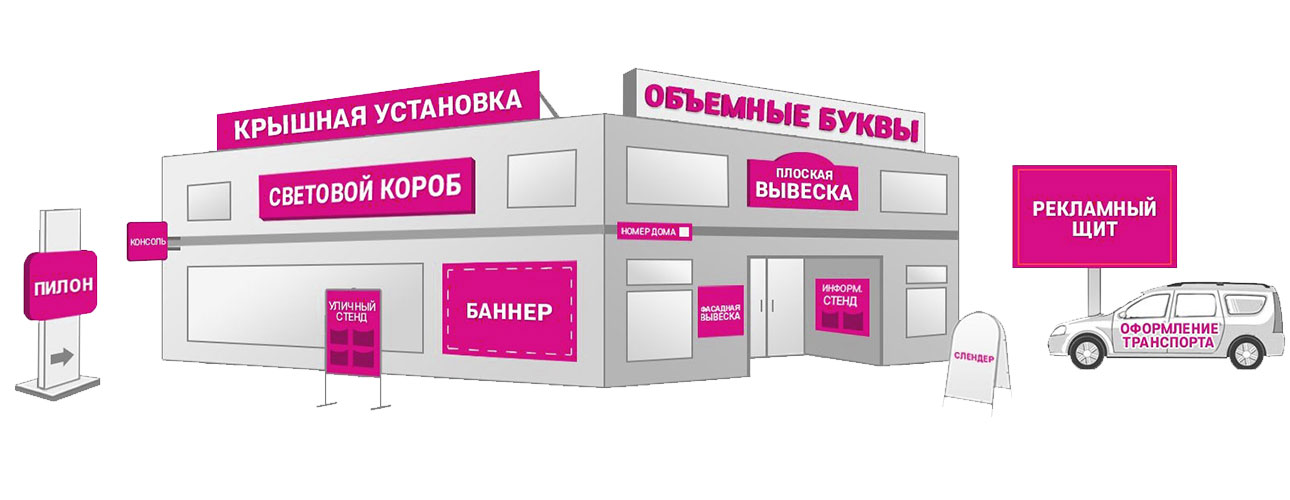 КРЫШНАЯ УСТАНОВКА
ОБЪЕМНЫЕ БУКВЫ
СВЕТОВОЙ КОРОБ
ПЛОСКАЯ
ВЫВЕСКА
РЕКЛАМНЫЙ
ЩИТ
КОНСОЛЬ
НОМЕР ДОМА
ПИЛОН
УЛИЧНЫЙ
СТЕНД
БАННЕР
ФАСАДНАЯ
ВЫВЕСКА
ИНФОРМ.
СТЕНД
СЛЕНДЕР
ОФОРМЛЕНИЕ
ТРАНСПОРТА